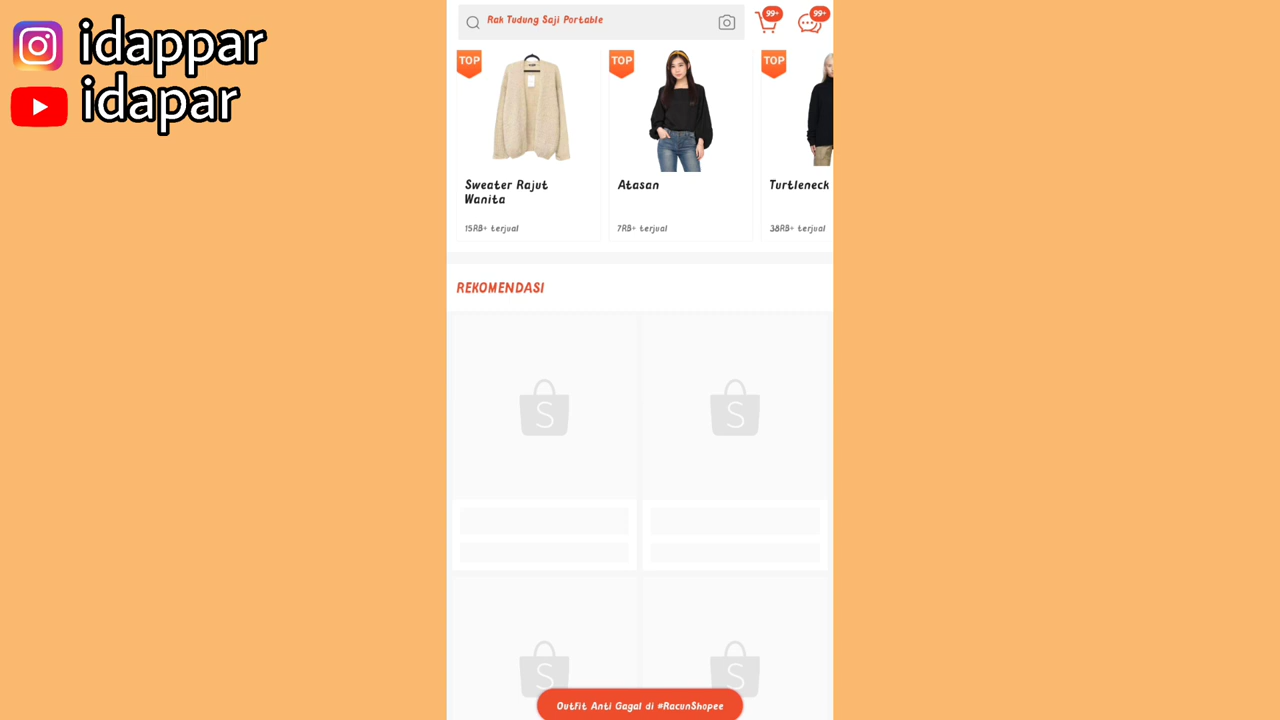 idappar
idapar
Rak Tudung Saji Portable
99+
99+
TOP
TOP
TOP
Sweater Rajut
Wanita
Atasan
Turtleneck
15RB+ terjual
7RB+ terjual
38RB+ terjual
REKOMENDASI
S
S
S
S
Outfit Anti Gagal di #RacunShopee